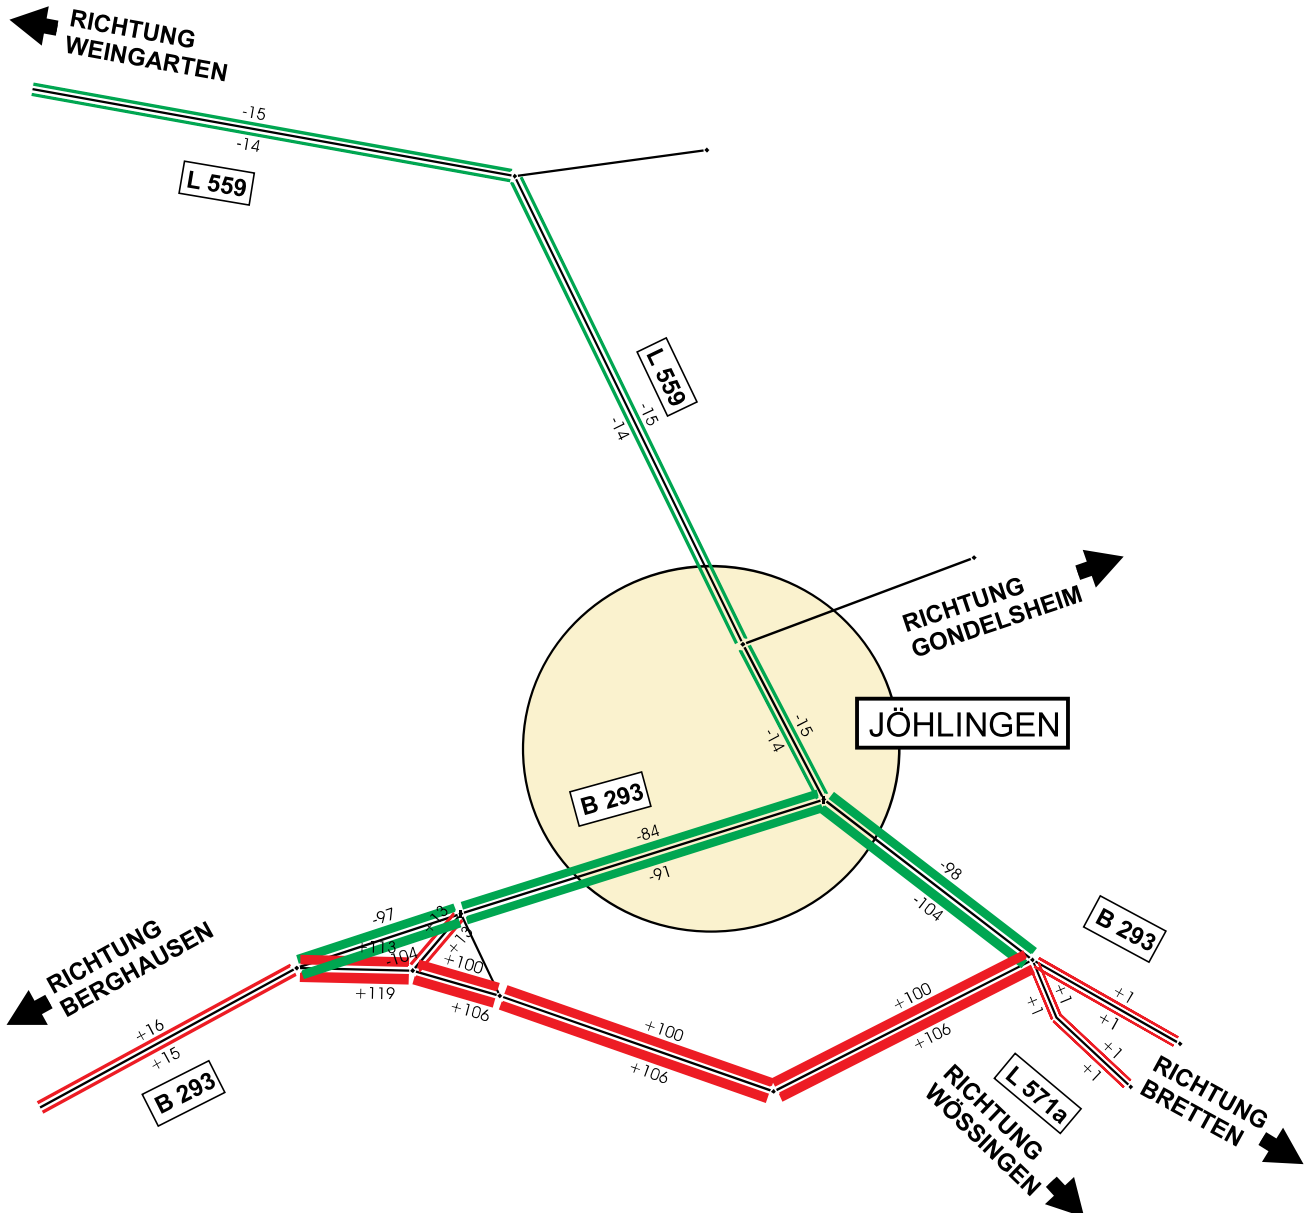 RICHTUNG
WEINGARTEN
-15
-14
L 559
L 559
-15
-14
RICHTUNG
GONDELSHEIM
JÖHLINGEN
-15
-14
B 293
-84
-91
-98
-104
B 293
-97
+13
+13
+113
-104
+100
+119
+106
RICHTUNG
BERGHAUSEN
+16
+15
B 293
+100
+106
+100
+106
+1
+1
+1
+1
+1
+1
L 571a
RICHTUNG
WÖSSINGEN
RICHTUNG
BRETTEN